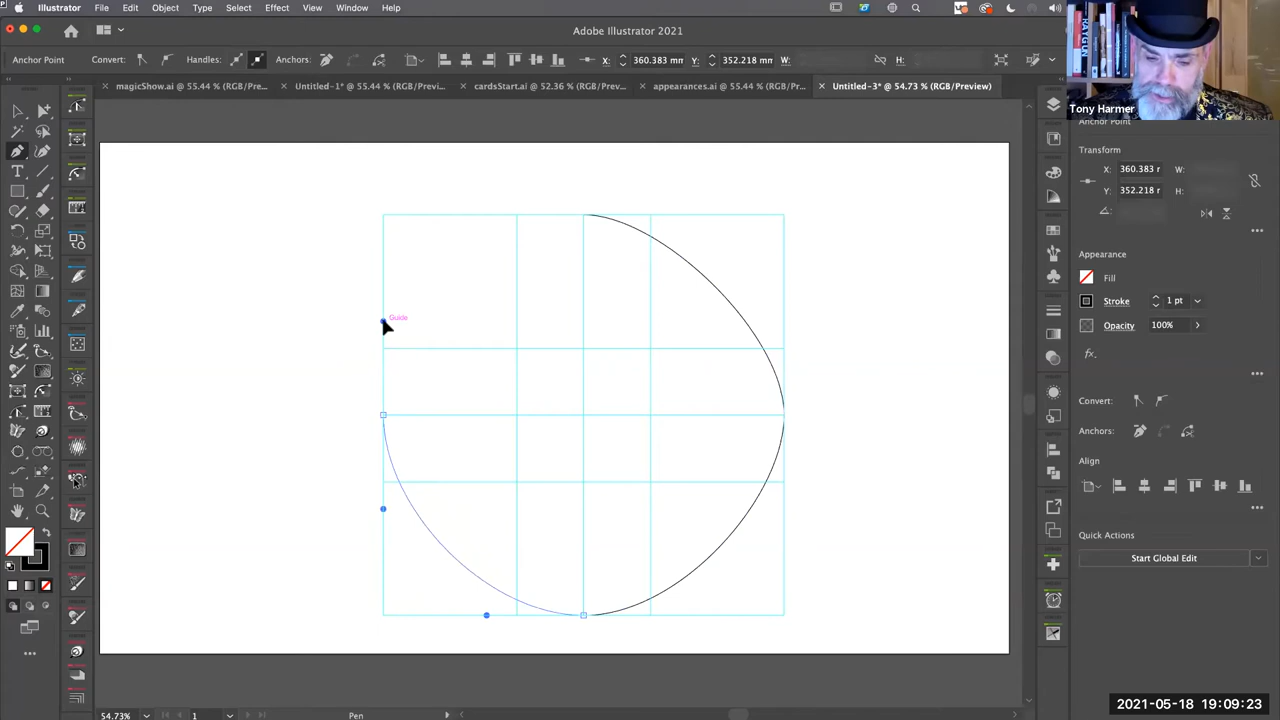 Illustrator File Edit Object Type Select Effect View Window Help
Adobe Illustrator 2021
Anchor Point Convert: Handles: Anchors: X: 360.383 mm Y: 352.218 mm W: H:
magicShow.ai @ 55.44 % (RGB/Pre... Untitled-1* @ 55.44 % (RGB/Previ... cardsStart.ai @ 52.36 % (RGB/Prev... appearances.ai @ 55.44 % (RGB/Pre... Untitled-3* @ 54.73 % (RGB/Preview)
RAYGUN
Tony Harmer
Anchor Point
Transform
X: 360.383 r W:
Y: 352.218 r H:
Appearance
Fill
Stroke 1 pt
Opacity 100%
fx.
Convert:
Anchors:
Align
Quick Actions
Start Global Edit
Guide
54.73% 1 Pen
2021-05-18 19:09:23